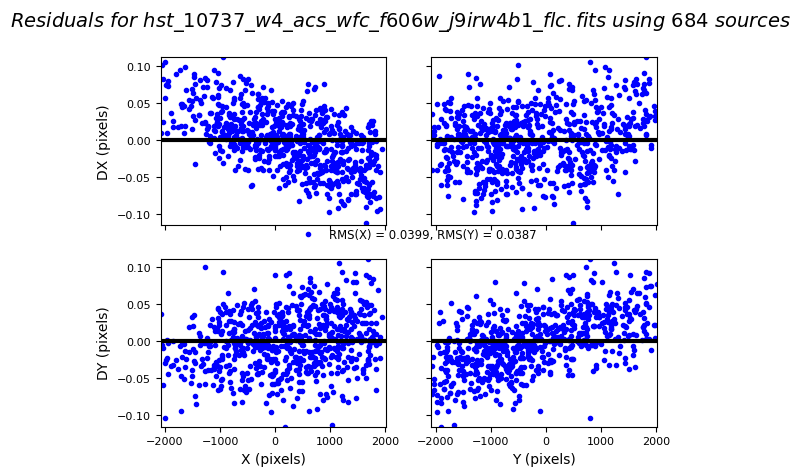 Residuals for hst_10737_w4_acs_wfc_f606w_j9irw4b1_flc.fits using 684 sources
DX (pixels)
0.10
0.05
0.00
−0.05
−0.10
RMS(X) = 0.0399, RMS(Y) = 0.0387
DY (pixels)
0.10
0.05
0.00
−0.05
−0.10
−2000 −1000 0 1000 2000 −2000 −1000 0 1000 2000
X (pixels) Y (pixels)